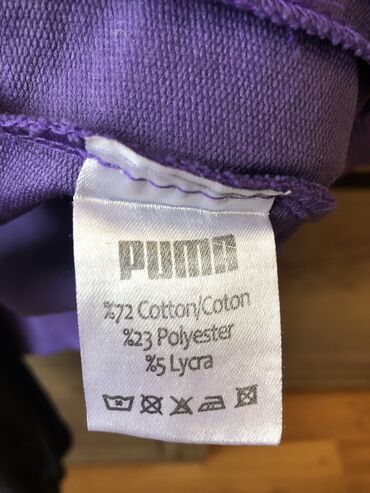 PUMA
%72 Cotton/Coton
%23 Polyester
%5 Lycra